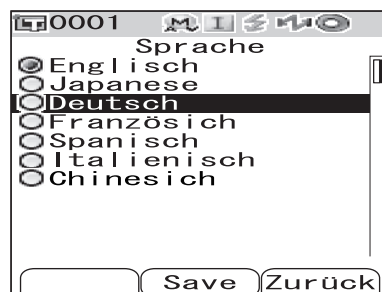 0001 M I
Sprache
Englisch
Japanese
Deutsch
Französich
Spanisch
Italienisch
Chinesich
Save Zurück